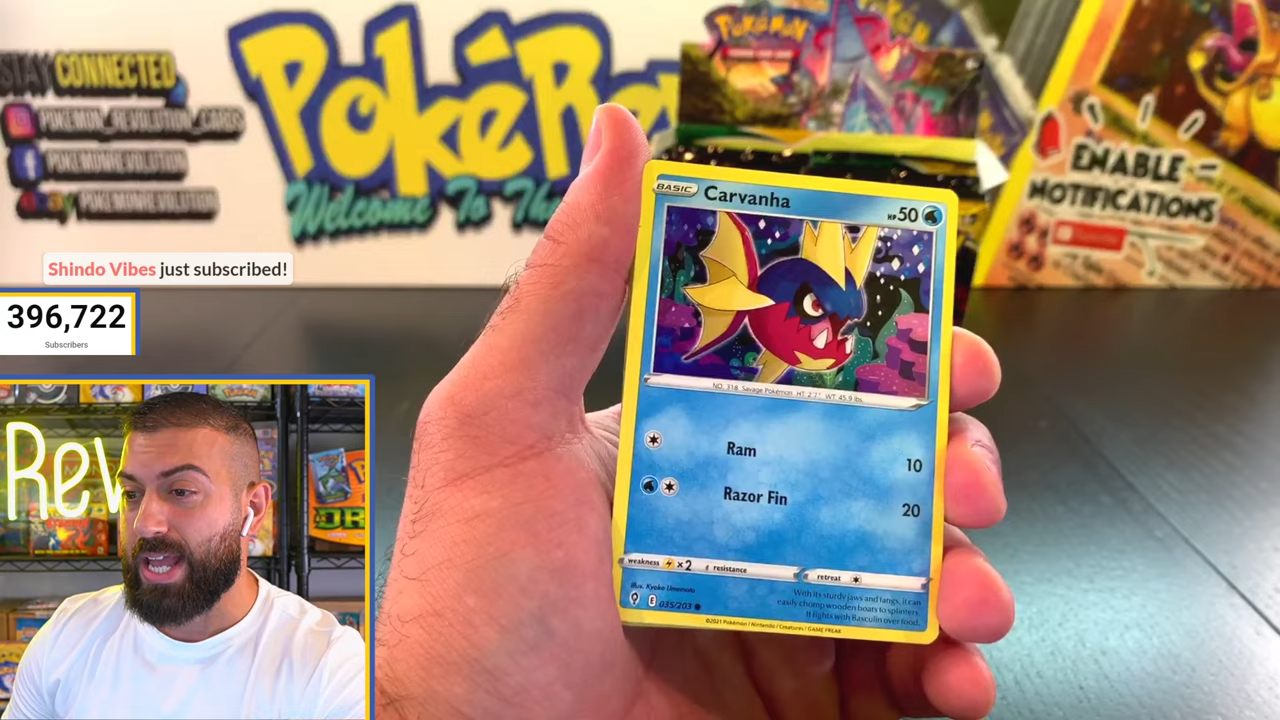 STAY CONNECTED
POKEMON_REVOLUTION_CARDS
POKEMONREVOLUTION
ebay POKEMONREVOLUTION
PokéRev
Welcome To The
Pokémon
ENABLE
NOTIFICATIONS
Shindo Vibes just subscribed!
396,722
Subscribers
Rev
BASIC Carvanha HP 50
NO. 318 Savage Pokémon HT: 2'7" WT: 45.9 lbs.
Ram 10
Razor Fin 20
weakness ×2 resistance retreat
illus. Kyoko Umemoto
E 035/203
With its sturdy jaws and fangs, it can
easily chomp wooden boats to splinters.
It fights with Basculin over food.
©2021 Pokémon / Nintendo / Creatures / GAME FREAK